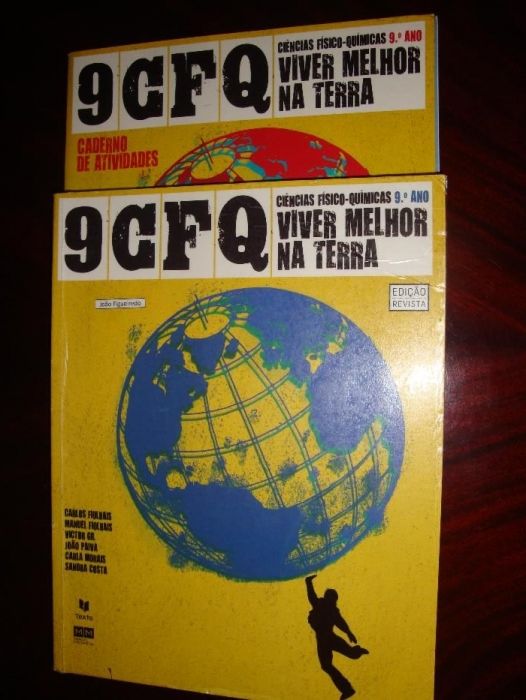 9CFQ
CIÊNCIAS FÍSICO-QUÍMICAS 9.º ANO
VIVER MELHOR
NA TERRA
CADERNO
DE ATIVIDADES
9CFQ
CIÊNCIAS FÍSICO-QUÍMICAS 9.º ANO
VIVER MELHOR
NA TERRA
João Figueiredo
EDIÇÃO
REVISTA
CARLOS FIOLHAIS
MANUEL FIOLHAIS
VICTOR GIL
JOÃO PAIVA
CARLA MORAIS
SANDRA COSTA
Texto